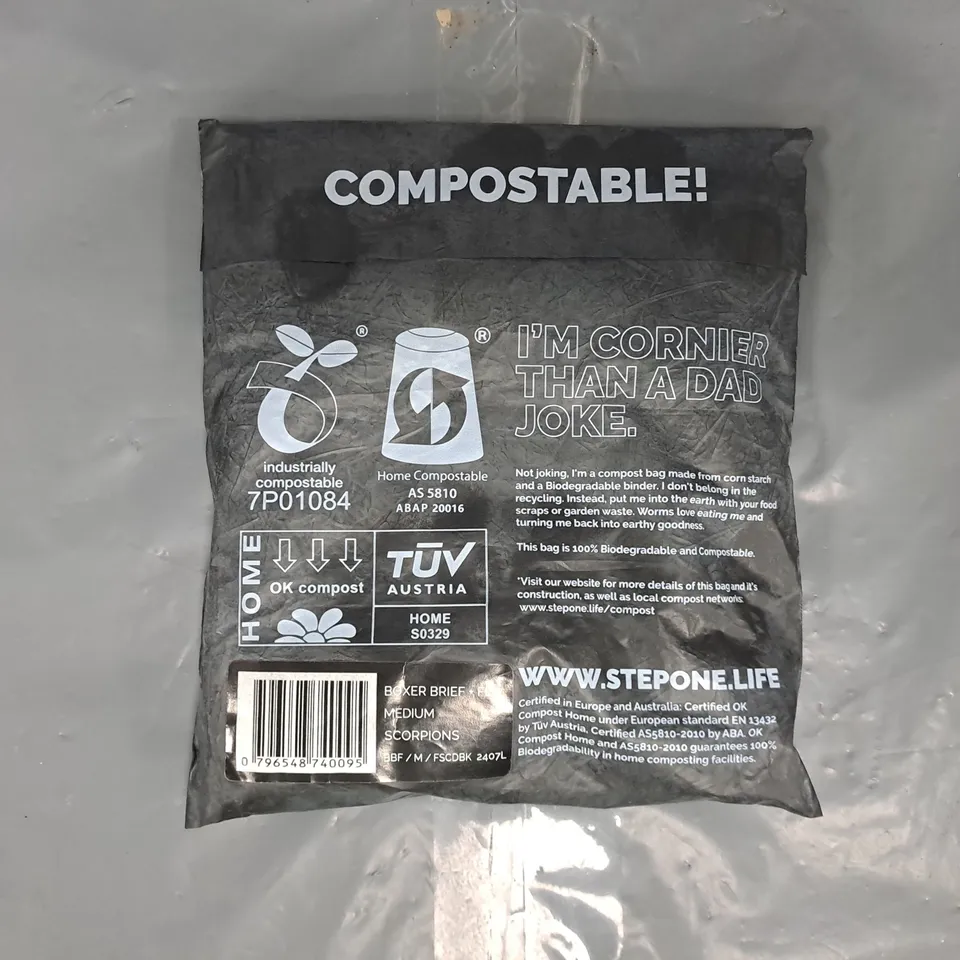 COMPOSTABLE!
®
®
I'M CORNIER
THAN A DAD
JOKE.
industrially
compostable
7P01084
Home Compostable
AS 5810
ABAP 20016
Not joking, I'm a compost bag made from corn starch
and a Biodegradable binder. I don't belong in the
recycling. Instead, put me into the earth with your food
scraps or garden waste. Worms love eating me and
turning me back into earthy goodness.
This bag is 100% Biodegradable and Compostable.
*Visit our website for more details of this bag and it's
construction, as well as local compost networks:
www.stepone.life/compost
HOME
OK compost
TÜV
AUSTRIA
HOME
S0329
WWW.STEPONE.LIFE
Certified in Europe and Australia: Certified OK
Compost Home under European standard EN 13432
by Tüv Austria, Certified AS5810-2010 by ABA. OK
Compost Home and AS5810-2010 guarantees 100%
Biodegradability in home composting facilities.
BOXER BRIEF +
MEDIUM
SCORPIONS
BBF / M / FSCDBK 2407L
0 796548 740095